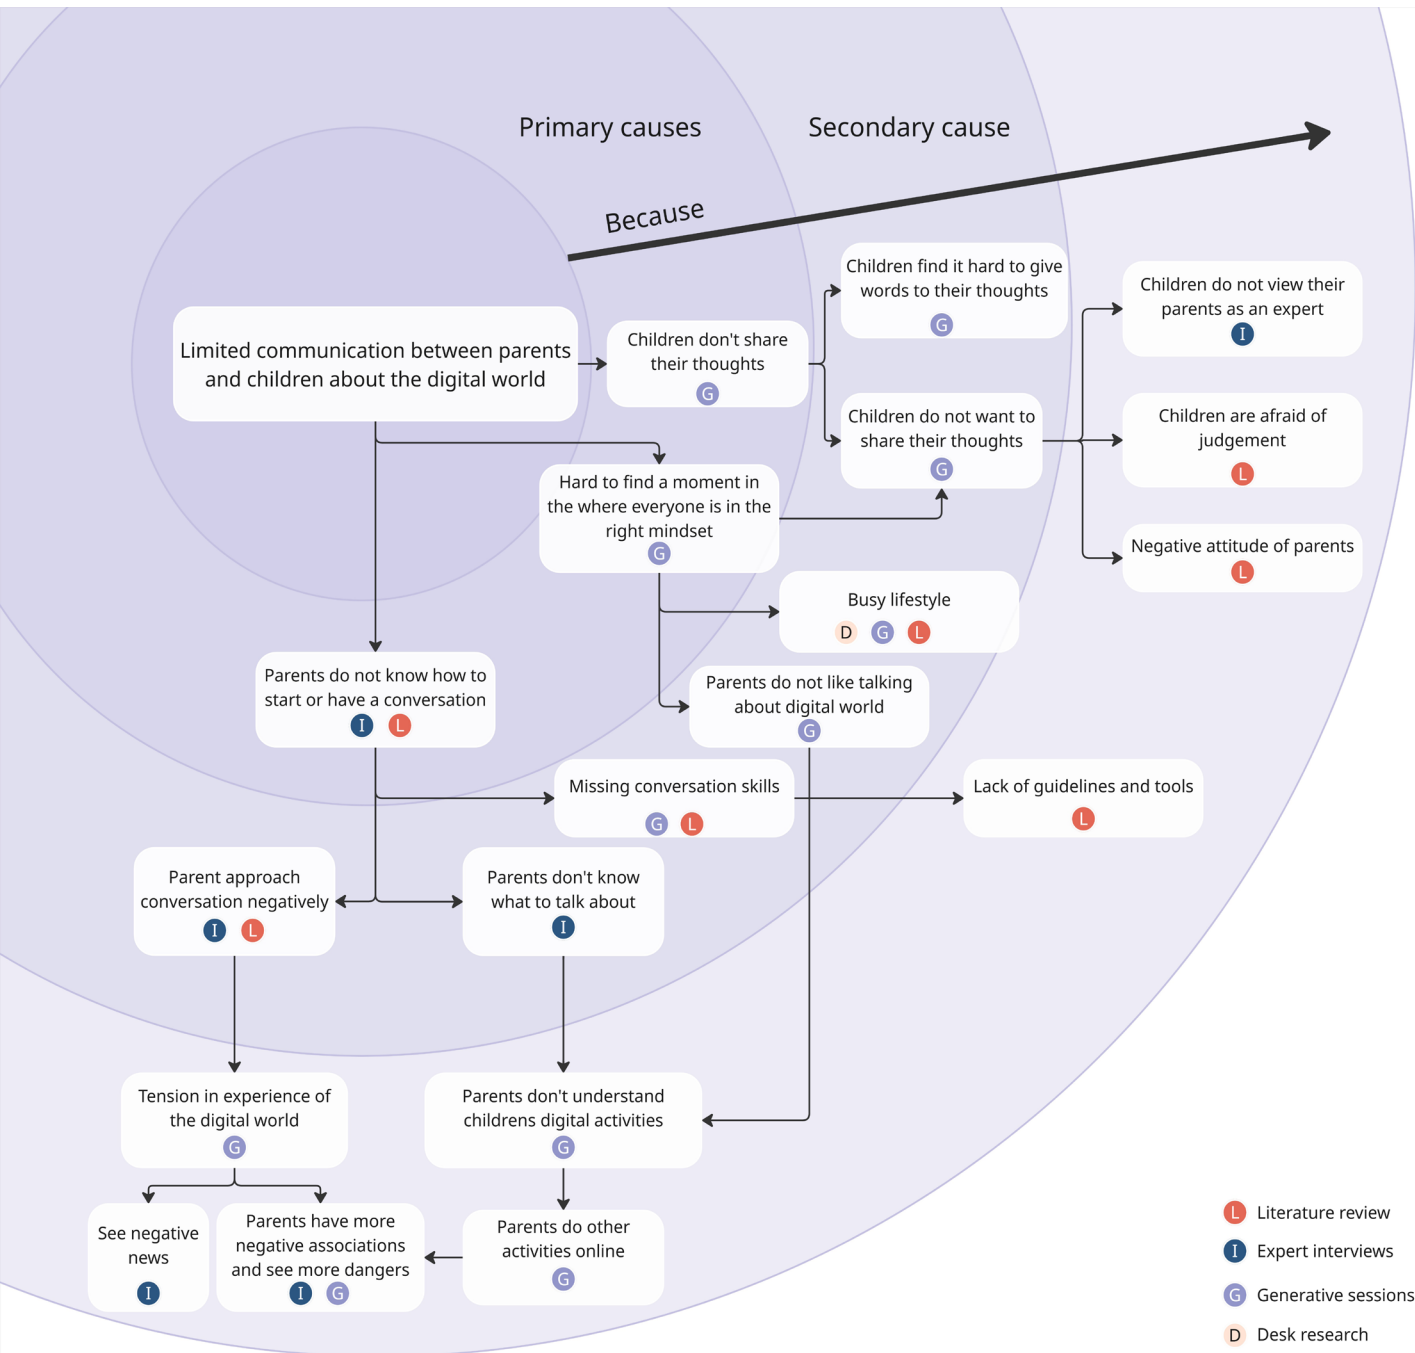 Primary causes
Secondary cause
Because
Limited communication between parents
and children about the digital world
Children don't share
their thoughts
G
Children find it hard to give
words to their thoughts
G
Children do not view their
parents as an expert
I
Children do not want to
share their thoughts
G
Children are afraid of
judgement
L
Hard to find a moment in
the where everyone is in the
right mindset
G
Negative attitude of parents
L
Busy lifestyle
D G L
Parents do not know how to
start or have a conversation
I L
Parents do not like talking
about digital world
G
Missing conversation skills
G L
Lack of guidelines and tools
L
Parent approach
conversation negatively
I L
Parents don't know
what to talk about
I
Tension in experience of
the digital world
G
Parents don't understand
childrens digital activities
G
See negative
news
I
Parents have more
negative associations
and see more dangers
I G
Parents do other
activities online
G
L Literature review
I Expert interviews
G Generative sessions
D Desk research